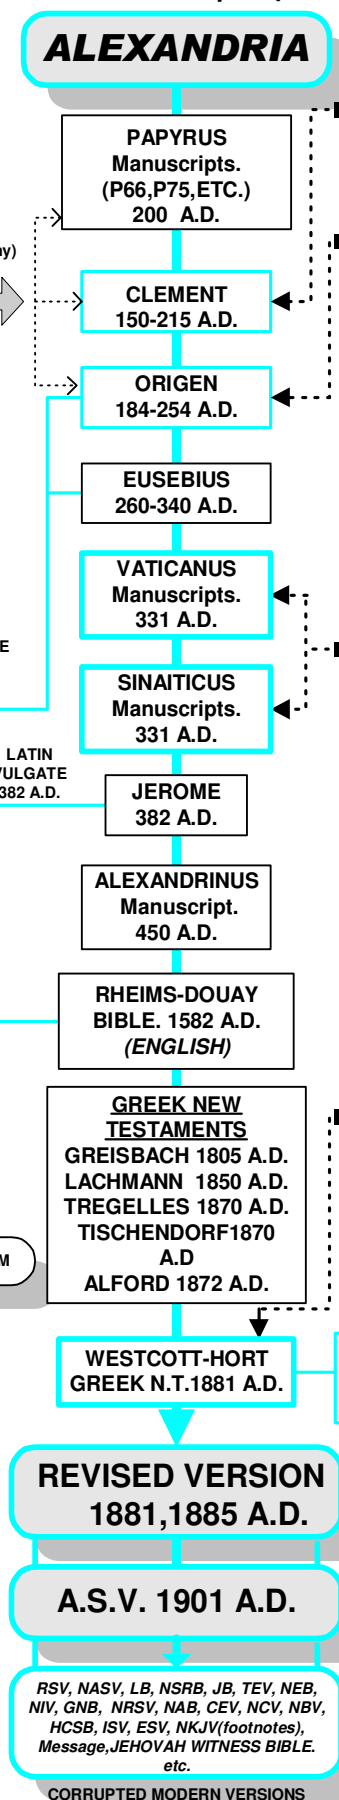 ALEXANDRIA
PAPYRUS
Manuscripts.
(P66,P75,ETC.)
200 A.D.
CLEMENT
150-215 A.D.
ORIGEN
184-254 A.D.
EUSEBIUS
260-340 A.D.
VATICANUS
Manuscripts.
331 A.D.
SINAITICUS
Manuscripts.
331 A.D.
LATIN
VULGATE
382 A.D.
JEROME
382 A.D.
ALEXANDRINUS
Manuscript.
450 A.D.
RHEIMS-DOUAY
BIBLE. 1582 A.D.
(ENGLISH)
GREEK NEW
TESTAMENTS
GREISBACH 1805 A.D.
LACHMANN 1850 A.D.
TREGELLES 1870 A.D.
TISCHENDORF1870
A.D
ALFORD 1872 A.D.
WESTCOTT-HORT
GREEK N.T.1881 A.D.
REVISED VERSION
1881,1885 A.D.
A.S.V. 1901 A.D.
RSV, NASV, LB, NSRB, JB, TEV, NEB,
NIV, GNB, NRSV, NAB, CEV, NCV, NBV,
HCSB, ISV, ESV, NKJV(footnotes),
Message,JEHOVAH WITNESS BIBLE.
etc.
CORRUPTED MODERN VERSIONS